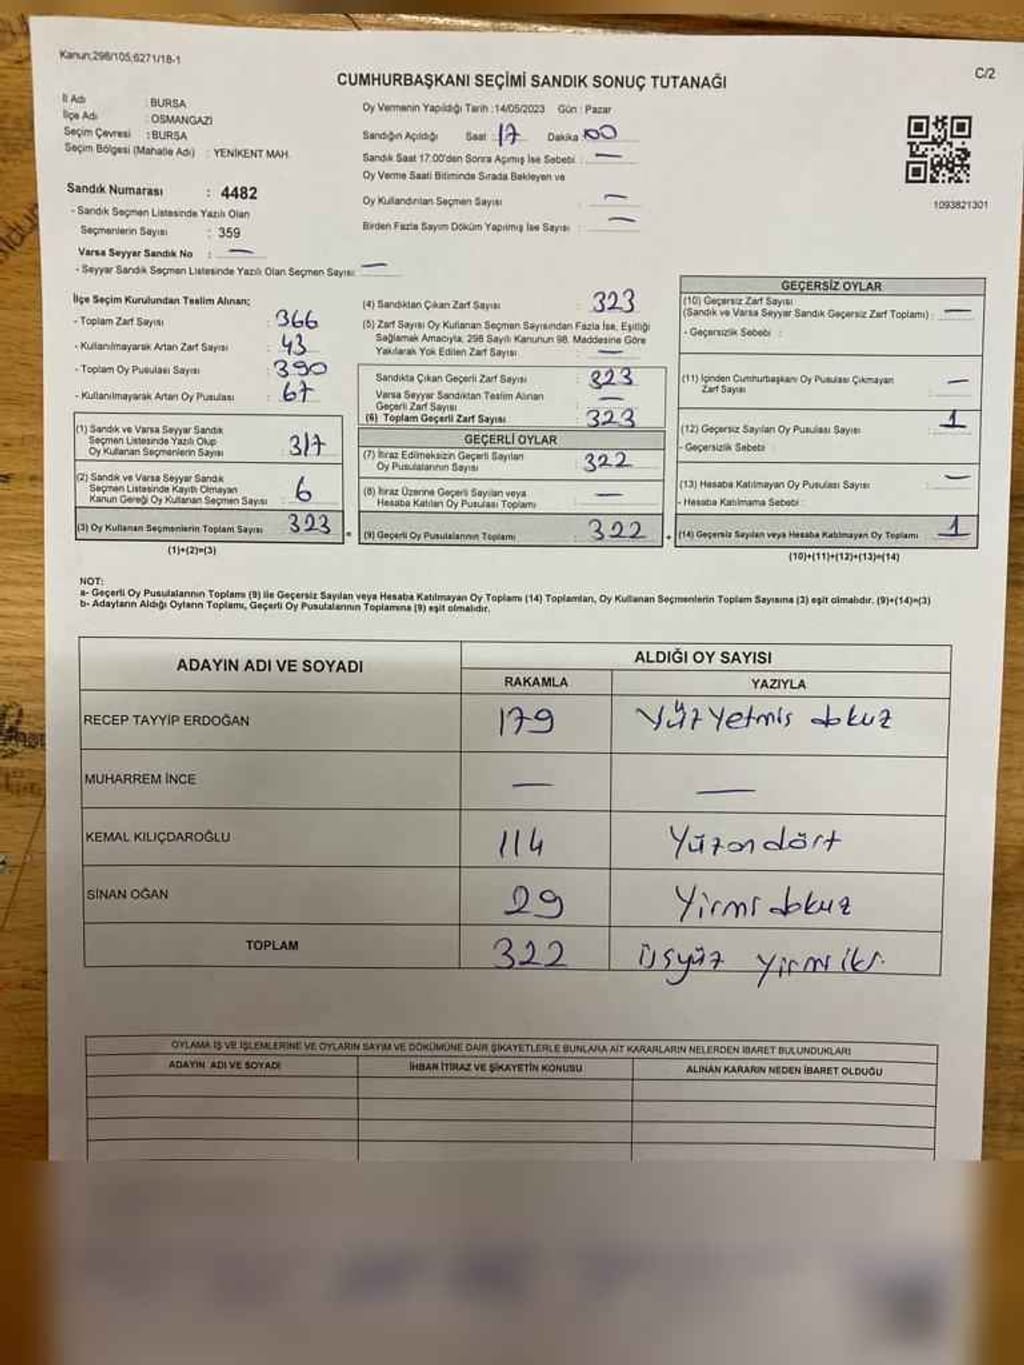 Kanun;298/105;6271/18-1
C/2
CUMHURBAŞKANI SEÇİMİ SANDIK SONUÇ TUTANAĞI
İl Adı : BURSA
İlçe Adı : OSMANGAZİ
Seçim Çevresi : BURSA
Seçim Bölgesi (Mahalle Adı) : YENİKENT MAH.
Sandık Numarası : 4482
- Sandık Seçmen Listesinde Yazılı Olan
Seçmenlerin Sayısı : 359
Varsa Seyyar Sandık No : —
- Seyyar Sandık Seçmen Listesinde Yazılı Olan Seçmen Sayısı: —
Oy Vermenin Yapıldığı Tarih :14/05/2023 Gün : Pazar
Sandığın Açıldığı Saat : 17 Dakika : 00
Sandık Saat 17:00'den Sonra Açılmış İse Sebebi : —
Oy Verme Saati Bitiminde Sırada Bekleyen ve
Oy Kullandırılan Seçmen Sayısı : —
Birden Fazla Sayım Döküm Yapılmış İse Sayısı : —
1093821301
İlçe Seçim Kurulundan Teslim Alınan;
- Toplam Zarf Sayısı : 366
- Kullanılmayarak Artan Zarf Sayısı : 43
- Toplam Oy Pusulası Sayısı : 390
- Kullanılmayarak Artan Oy Pusulası : 67
(1) Sandık ve Varsa Seyyar Sandık
Seçmen Listesinde Yazılı Olup
Oy Kullanan Seçmenlerin Sayısı : 317
(2) Sandık ve Varsa Seyyar Sandık
Seçmen Listesinde Kayıtlı Olmayan
Kanun Gereği Oy Kullanan Seçmen Sayısı : 6
(3) Oy Kullanan Seçmenlerin Toplam Sayısı : 323
(1)+(2)=(3)
=
(4) Sandıktan Çıkan Zarf Sayısı : 323
(5) Zarf Sayısı Oy Kullanan Seçmen Sayısından Fazla İse, Eşitliği
Sağlamak Amacıyla, 298 Sayılı Kanunun 98. Maddesine Göre
Yakılarak Yok Edilen Zarf Sayısı : —
Sandıkta Çıkan Geçerli Zarf Sayısı : 323
Varsa Seyyar Sandıktan Teslim Alınan
Geçerli Zarf Sayısı : —
(6) Toplam Geçerli Zarf Sayısı : 323
GEÇERLİ OYLAR
(7) İtiraz Edilmeksizin Geçerli Sayılan
Oy Pusulalarının Sayısı : 322
(8) İtiraz Üzerine Geçerli Sayılan veya
Hesaba Katılan Oy Pusulası Toplamı : —
(9) Geçerli Oy Pusulalarının Toplamı : 322
+
GEÇERSİZ OYLAR
(10) Geçersiz Zarf Sayısı
(Sandık ve Varsa Seyyar Sandık Geçersiz Zarf Toplamı) : —
- Geçersizlik Sebebi :
(11) İçinden Cumhurbaşkanı Oy Pusulası Çıkmayan
Zarf Sayısı : —
(12) Geçersiz Sayılan Oy Pusulası Sayısı : 1
- Geçersizlik Sebebi :
(13) Hesaba Katılmayan Oy Pusulası Sayısı : —
- Hesaba Katılmama Sebebi :
(14) Geçersiz Sayılan veya Hesaba Katılmayan Oy Toplamı : 1
(10)+(11)+(12)+(13)=(14)
NOT:
a- Geçerli Oy Pusulalarının Toplamı (9) ile Geçersiz Sayılan veya Hesaba Katılmayan Oy Toplamı (14) Toplamları, Oy Kullanan Seçmenlerin Toplam Sayısına (3) eşit olmalıdır. (9)+(14)=(3)
b- Adayların Aldığı Oyların Toplamı, Geçerli Oy Pusulalarının Toplamına (9) eşit olmalıdır.
ADAYIN ADI VE SOYADI
ALDIĞI OY SAYISI
RAKAMLA YAZIYLA
RECEP TAYYİP ERDOĞAN 179 Yüz Yetmiş dokuz
MUHARREM İNCE — —
KEMAL KILIÇDAROĞLU 114 Yüzondört
SİNAN OĞAN 29 Yirmi dokuz
TOPLAM 322 üsyüz yirmi iki
OYLAMA İŞ VE İŞLEMLERİNE VE OYLARIN SAYIM VE DÖKÜMÜNE DAİR ŞİKAYETLERLE BUNLARA AİT KARARLARIN NELERDEN İBARET BULUNDUKLARI
ADAYIN ADI VE SOYADI İHBAR İTİRAZ VE ŞİKAYETİN KONUSU ALINAN KARARIN NEDEN İBARET OLDUĞU